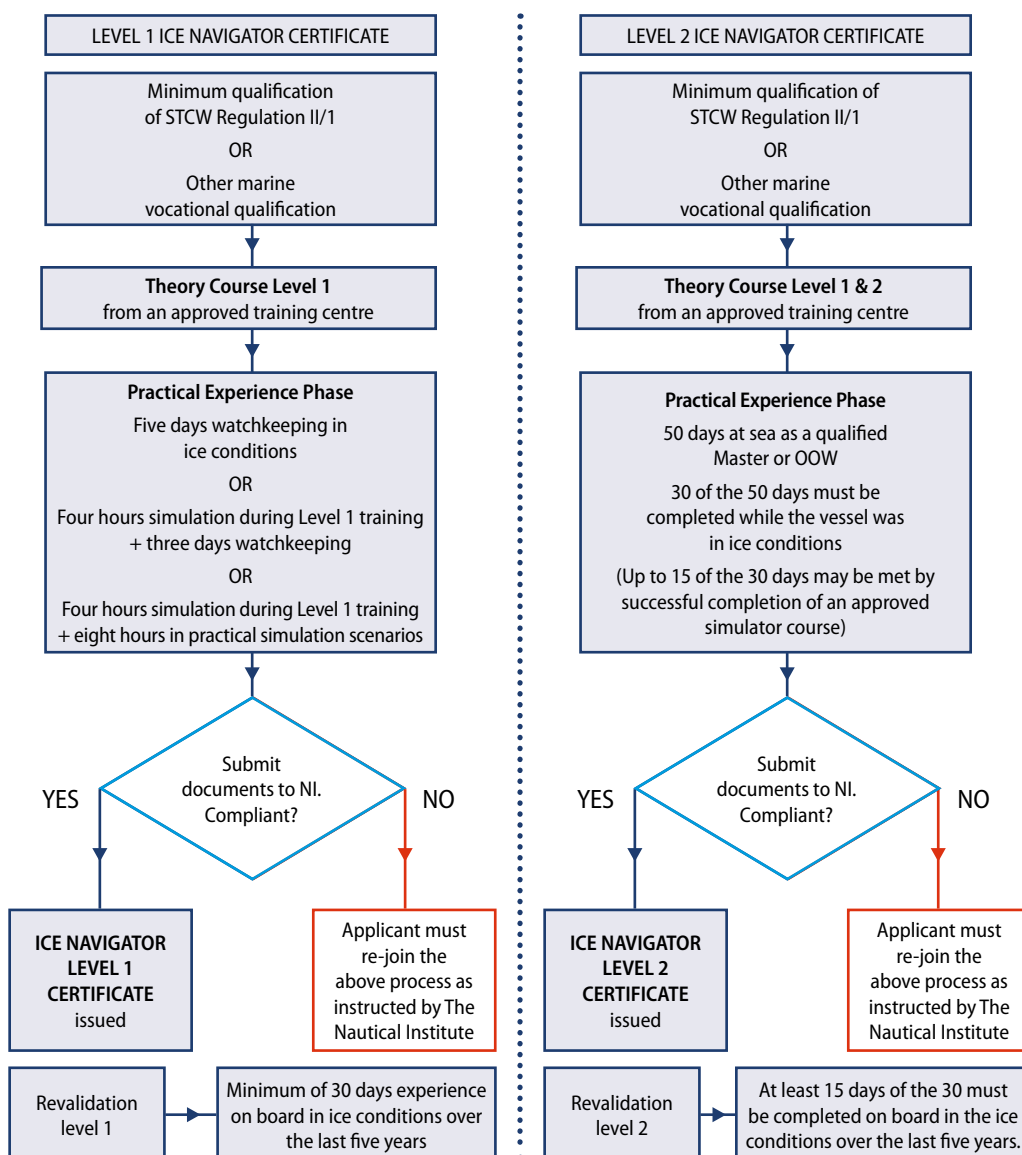 LEVEL 1 ICE NAVIGATOR CERTIFICATE
Minimum qualification
of STCW Regulation II/1
OR
Other marine
vocational qualification
Theory Course Level 1
from an approved training centre
Practical Experience Phase
Five days watchkeeping in
ice conditions
OR
Four hours simulation during Level 1 training
+ three days watchkeeping
OR
Four hours simulation during Level 1 training
+ eight hours in practical simulation scenarios
Submit
documents to NI.
Compliant?
YES
NO
ICE NAVIGATOR
LEVEL 1
CERTIFICATE
issued
Applicant must
re-join the
above process as
instructed by The
Nautical Institute
Revalidation
level 1
Minimum of 30 days experience
on board in ice conditions over
the last five years
LEVEL 2 ICE NAVIGATOR CERTIFICATE
Minimum qualification of
STCW Regulation II/1
OR
Other marine
vocational qualification
Theory Course Level 1 & 2
from an approved training centre
Practical Experience Phase
50 days at sea as a qualified
Master or OOW
30 of the 50 days must be
completed while the vessel was
in ice conditions
(Up to 15 of the 30 days may be met by
successful completion of an approved
simulator course)
Submit
documents to NI.
Compliant?
YES
NO
ICE NAVIGATOR
LEVEL 2
CERTIFICATE
issued
Applicant must
re-join the
above process as
instructed by The
Nautical Institute
Revalidation
level 2
At least 15 days of the 30 must
be completed on board in the ice
conditions over the last five years.